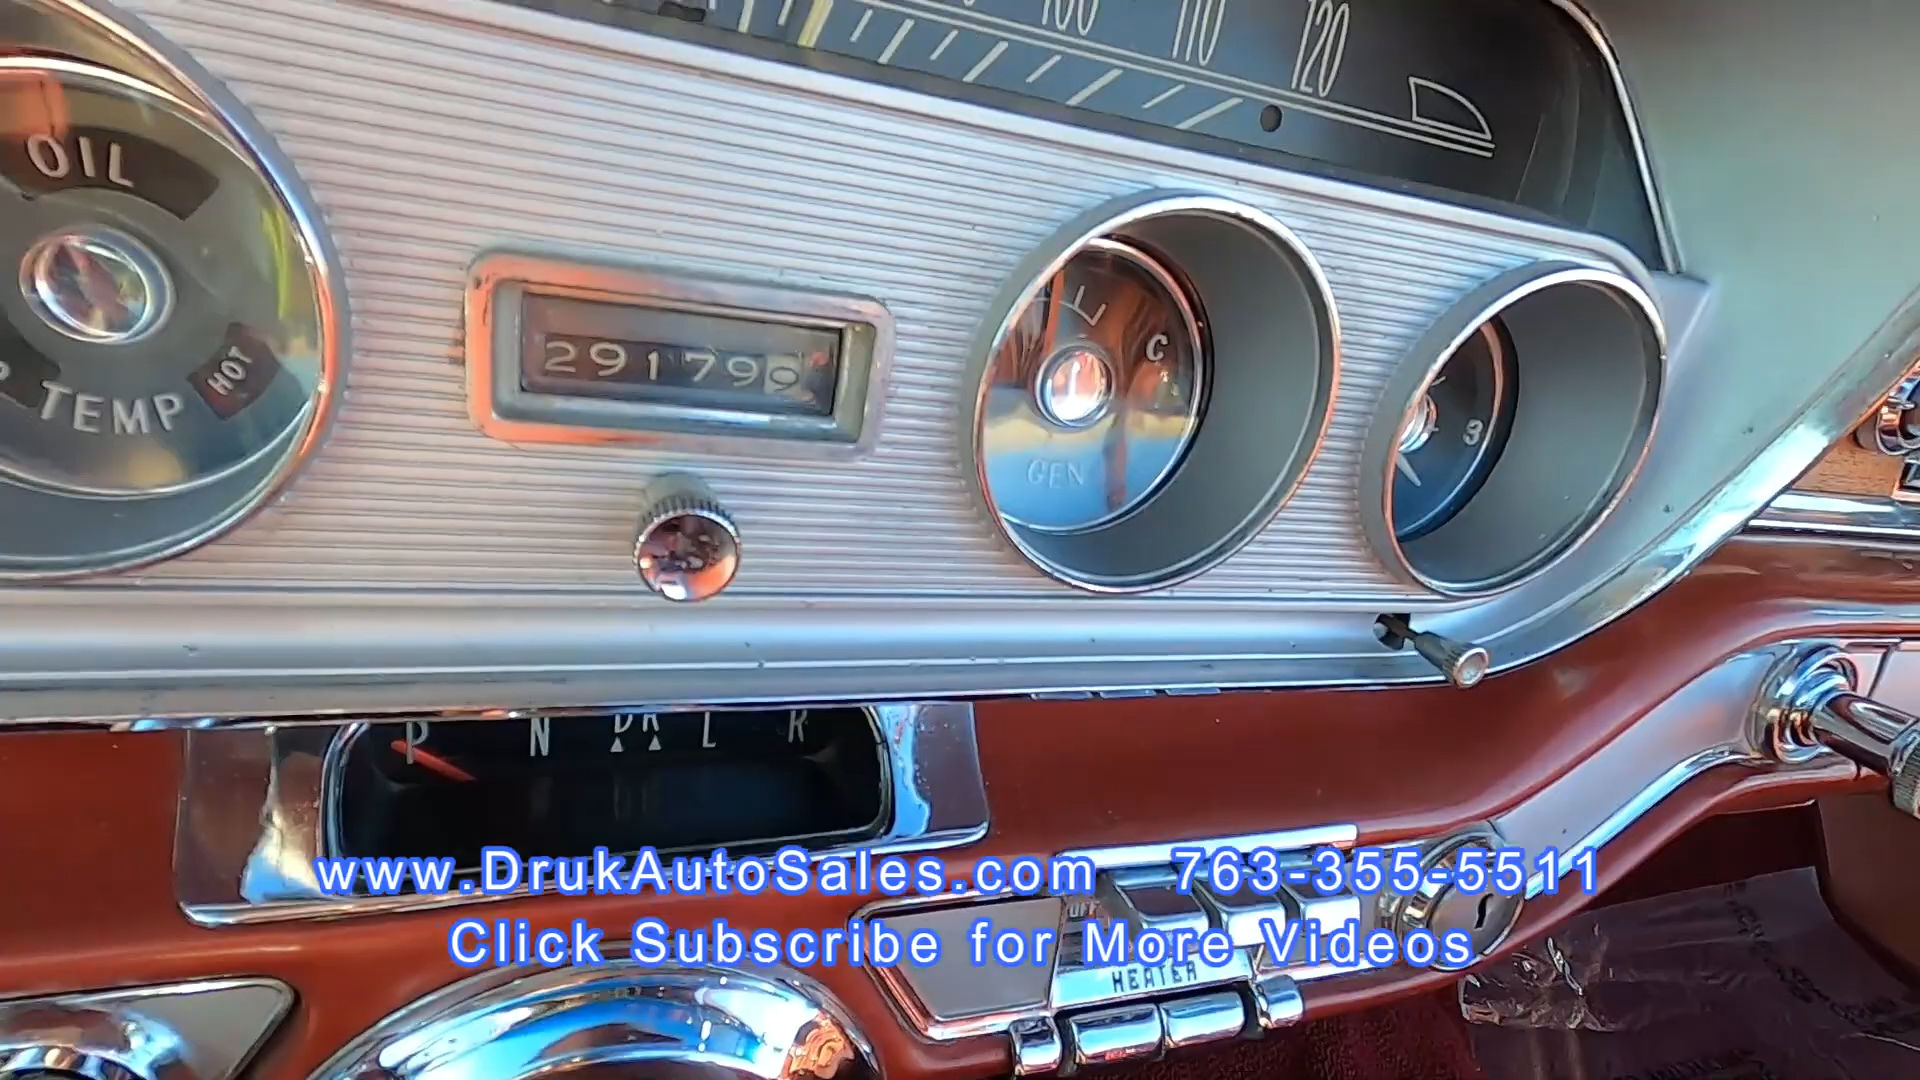 100 110 120
OIL
TEMP HOT
291799
C
GEN
3
P N DR L R
www.DrukAutoSales.com 763-355-5511
Click Subscribe for More Videos
OFF
HEATER